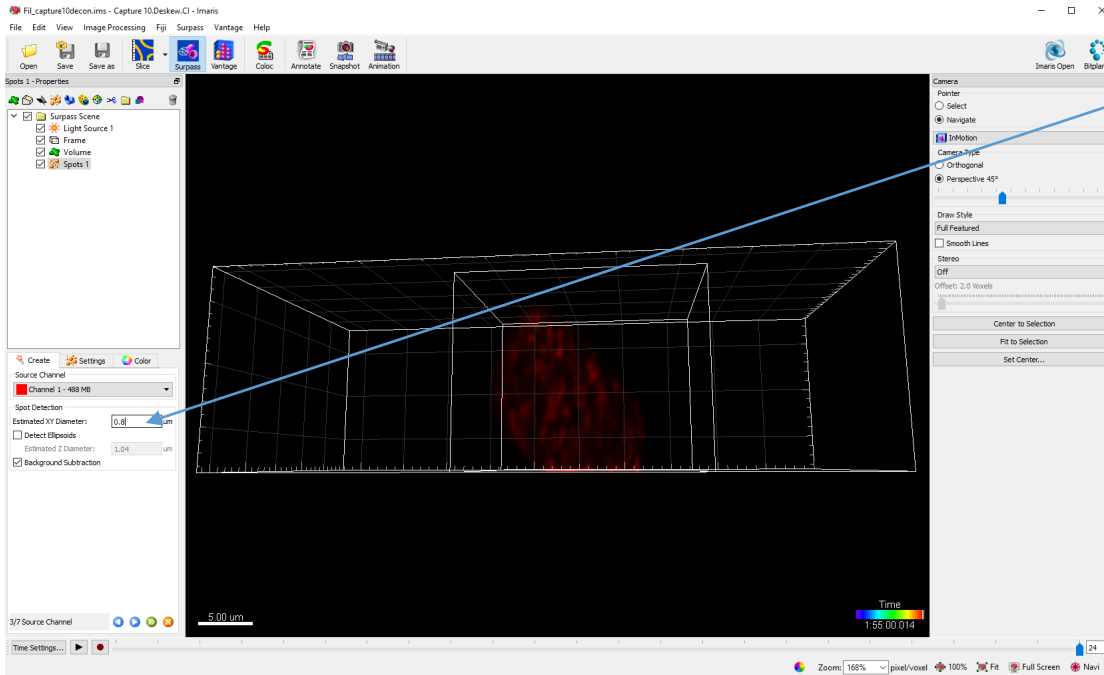 Fil_capture10decon.ims - Capture 10.Deskew.CI - Imaris
File Edit View Image Processing Fiji Surpass Vantage Help
Open Save Save as Slice Surpass Vantage Coloc Annotate Snapshot Animation Imaris Open Bitplan
Spots 1 - Properties
Surpass Scene
Light Source 1
Frame
Volume
Spots 1
Create Settings Color
Source Channel
Channel 1 - 488 MB
Spot Detection
Estimated XY Diameter: 0.8 um
Detect Ellipsoids
Estimated Z Diameter: 1.04 um
Background Subtraction
3/7 Source Channel
5.00 um
Time
1:55:00.014
Camera
Pointer
Select
Navigate
InMotion
Camera Type
Orthogonal
Perspective 45°
Draw Style
Full Featured
Smooth Lines
Stereo
Off
Offset: 2.0 Voxels
Center to Selection
Fit to Selection
Set Center...
Time Settings... 24
Zoom: 168% pixel/voxel 100% Fit Full Screen Navi